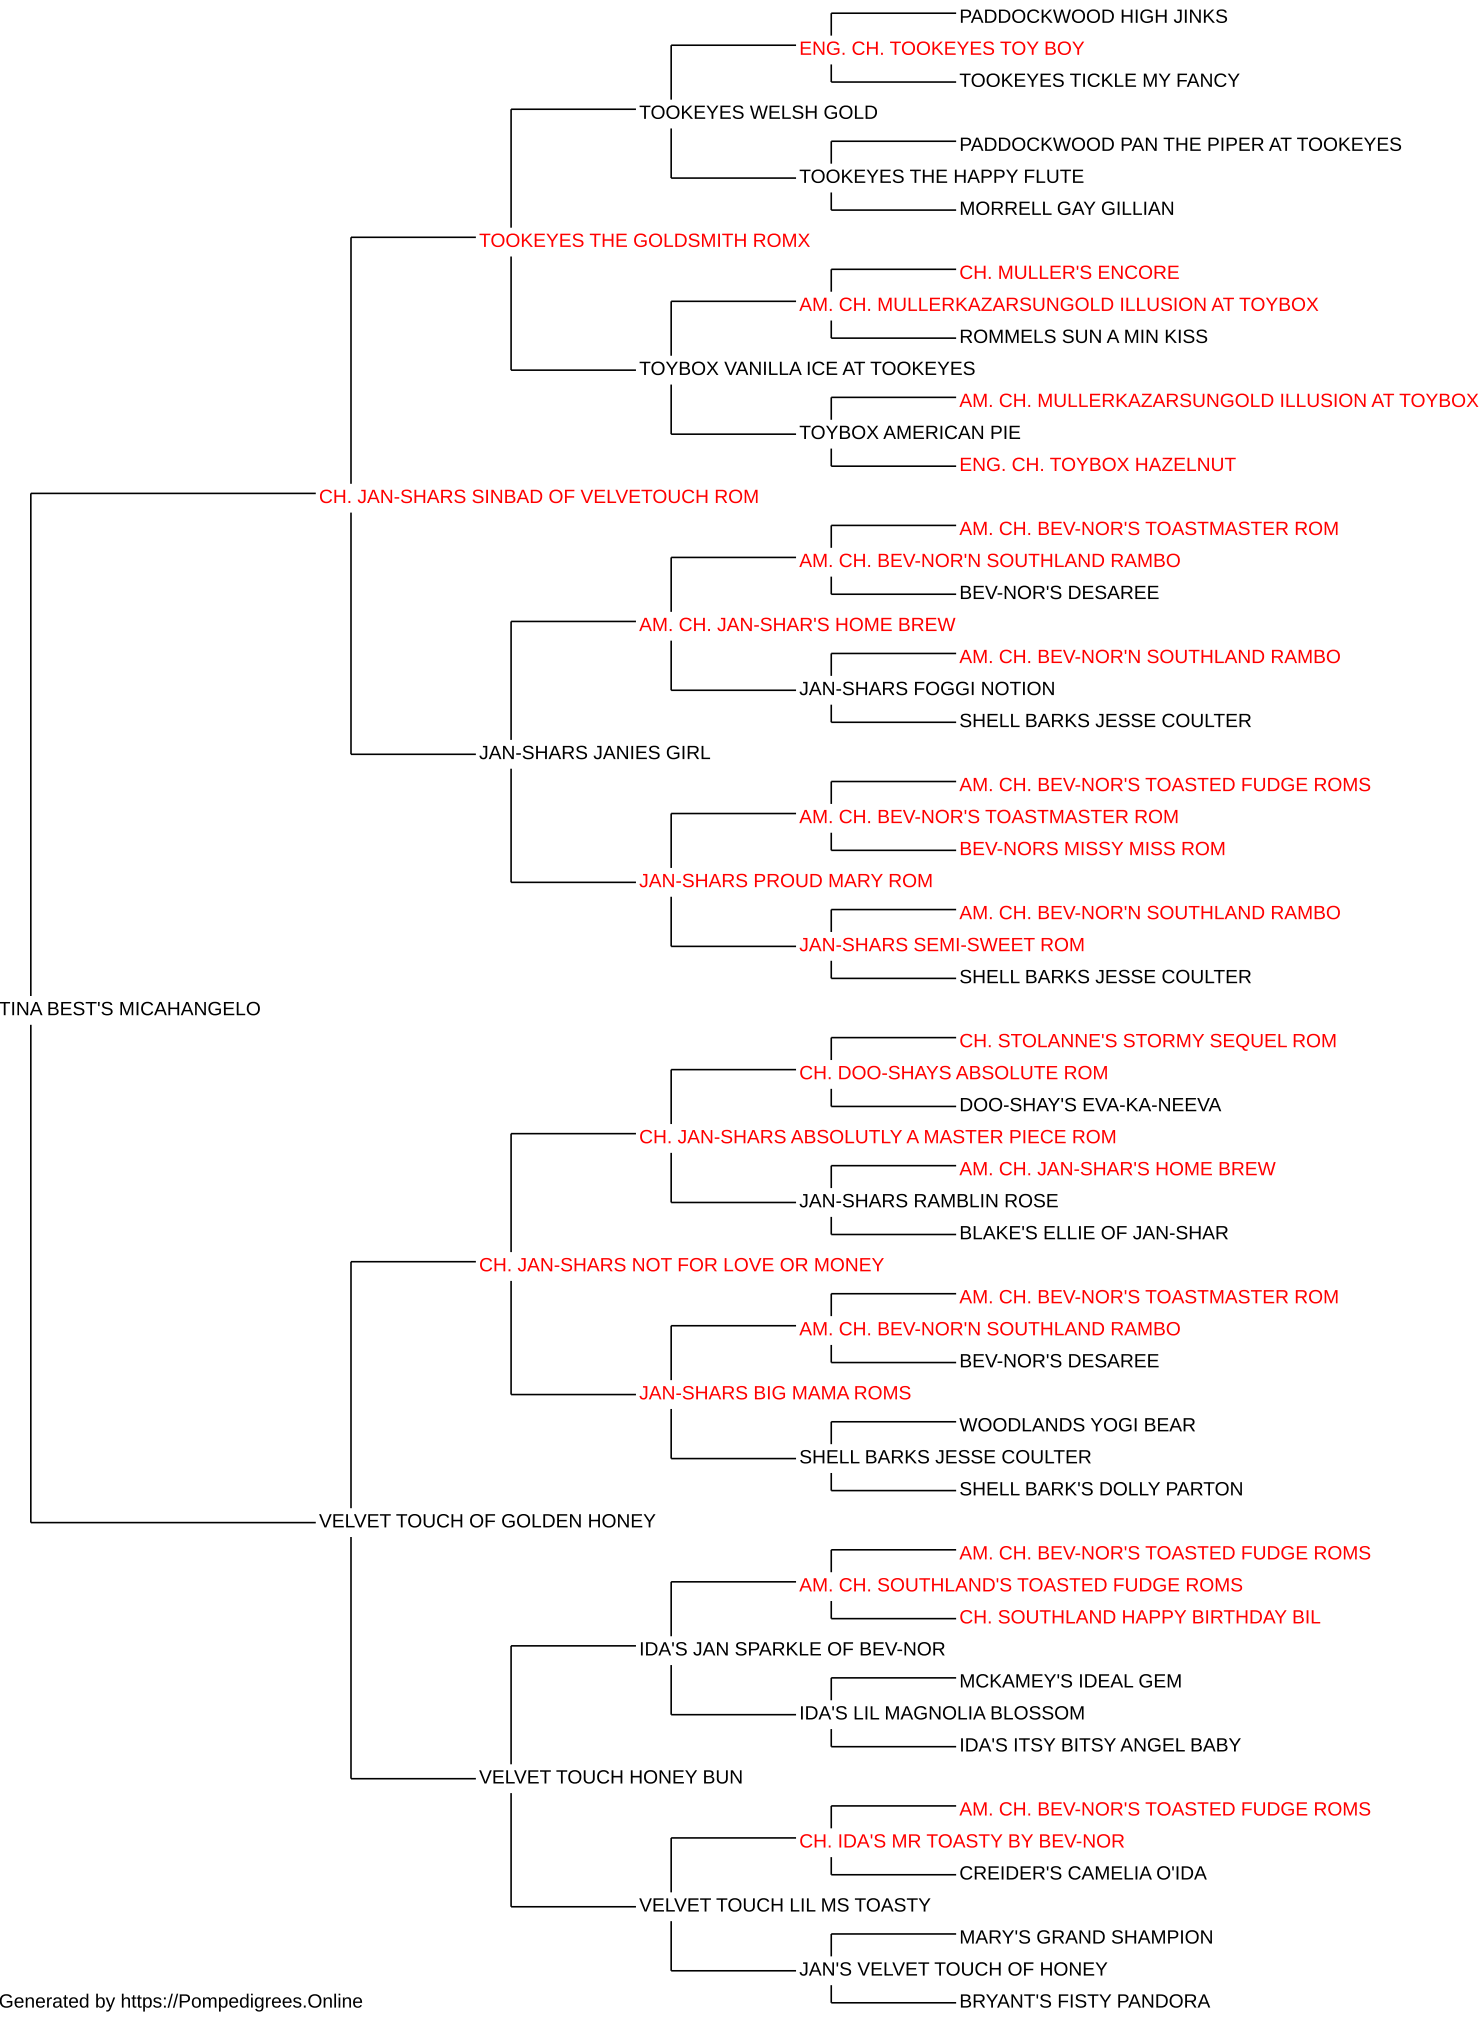 PADDOCKWOOD HIGH JINKS
ENG. CH. TOOKEYES TOY BOY
TOOKEYES TICKLE MY FANCY
TOOKEYES WELSH GOLD
PADDOCKWOOD PAN THE PIPER AT TOOKEYES
TOOKEYES THE HAPPY FLUTE
MORRELL GAY GILLIAN
TOOKEYES THE GOLDSMITH ROMX
CH. MULLER'S ENCORE
AM. CH. MULLERKAZARSUNGOLD ILLUSION AT TOYBOX
ROMMELS SUN A MIN KISS
TOYBOX VANILLA ICE AT TOOKEYES
AM. CH. MULLERKAZARSUNGOLD ILLUSION AT TOYBOX
TOYBOX AMERICAN PIE
ENG. CH. TOYBOX HAZELNUT
CH. JAN-SHARS SINBAD OF VELVETOUCH ROM
AM. CH. BEV-NOR'S TOASTMASTER ROM
AM. CH. BEV-NOR'N SOUTHLAND RAMBO
BEV-NOR'S DESAREE
AM. CH. JAN-SHAR'S HOME BREW
AM. CH. BEV-NOR'N SOUTHLAND RAMBO
JAN-SHARS FOGGI NOTION
SHELL BARKS JESSE COULTER
JAN-SHARS JANIES GIRL
AM. CH. BEV-NOR'S TOASTED FUDGE ROMS
AM. CH. BEV-NOR'S TOASTMASTER ROM
BEV-NORS MISSY MISS ROM
JAN-SHARS PROUD MARY ROM
AM. CH. BEV-NOR'N SOUTHLAND RAMBO
JAN-SHARS SEMI-SWEET ROM
SHELL BARKS JESSE COULTER
TINA BEST'S MICAHANGELO
CH. STOLANNE'S STORMY SEQUEL ROM
CH. DOO-SHAYS ABSOLUTE ROM
DOO-SHAY'S EVA-KA-NEEVA
CH. JAN-SHARS ABSOLUTLY A MASTER PIECE ROM
AM. CH. JAN-SHAR'S HOME BREW
JAN-SHARS RAMBLIN ROSE
BLAKE'S ELLIE OF JAN-SHAR
CH. JAN-SHARS NOT FOR LOVE OR MONEY
AM. CH. BEV-NOR'S TOASTMASTER ROM
AM. CH. BEV-NOR'N SOUTHLAND RAMBO
BEV-NOR'S DESAREE
JAN-SHARS BIG MAMA ROMS
WOODLANDS YOGI BEAR
SHELL BARKS JESSE COULTER
SHELL BARK'S DOLLY PARTON
VELVET TOUCH OF GOLDEN HONEY
AM. CH. BEV-NOR'S TOASTED FUDGE ROMS
AM. CH. SOUTHLAND'S TOASTED FUDGE ROMS
CH. SOUTHLAND HAPPY BIRTHDAY BIL
IDA'S JAN SPARKLE OF BEV-NOR
MCKAMEY'S IDEAL GEM
IDA'S LIL MAGNOLIA BLOSSOM
IDA'S ITSY BITSY ANGEL BABY
VELVET TOUCH HONEY BUN
AM. CH. BEV-NOR'S TOASTED FUDGE ROMS
CH. IDA'S MR TOASTY BY BEV-NOR
CREIDER'S CAMELIA O'IDA
VELVET TOUCH LIL MS TOASTY
MARY'S GRAND SHAMPION
JAN'S VELVET TOUCH OF HONEY
BRYANT'S FISTY PANDORA
Generated by https://Pompedigrees.Online